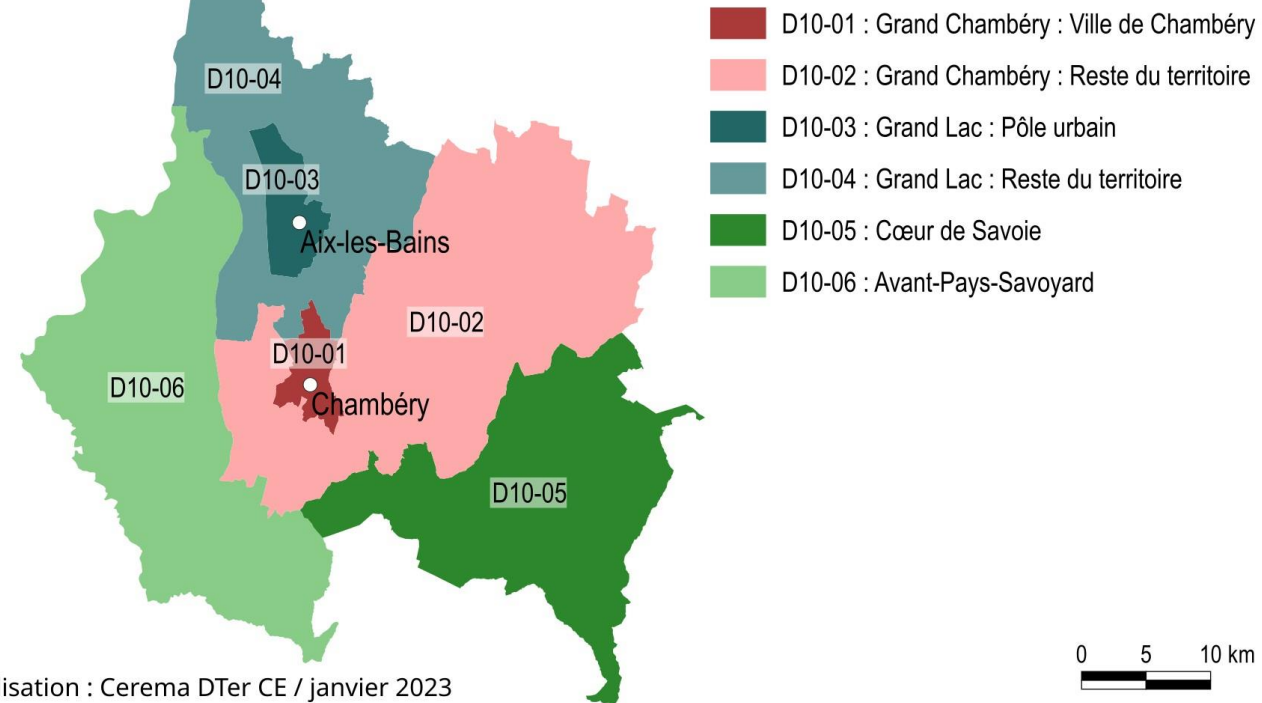 D10-01 : Grand Chambéry : Ville de Chambéry
D10-02 : Grand Chambéry : Reste du territoire
D10-03 : Grand Lac : Pôle urbain
D10-04 : Grand Lac : Reste du territoire
D10-05 : Cœur de Savoie
D10-06 : Avant-Pays-Savoyard
D10-04
D10-03
Aix-les-Bains
D10-02
D10-01
D10-06
Chambéry
D10-05
0 5 10 km
isation : Cerema DTer CE / janvier 2023